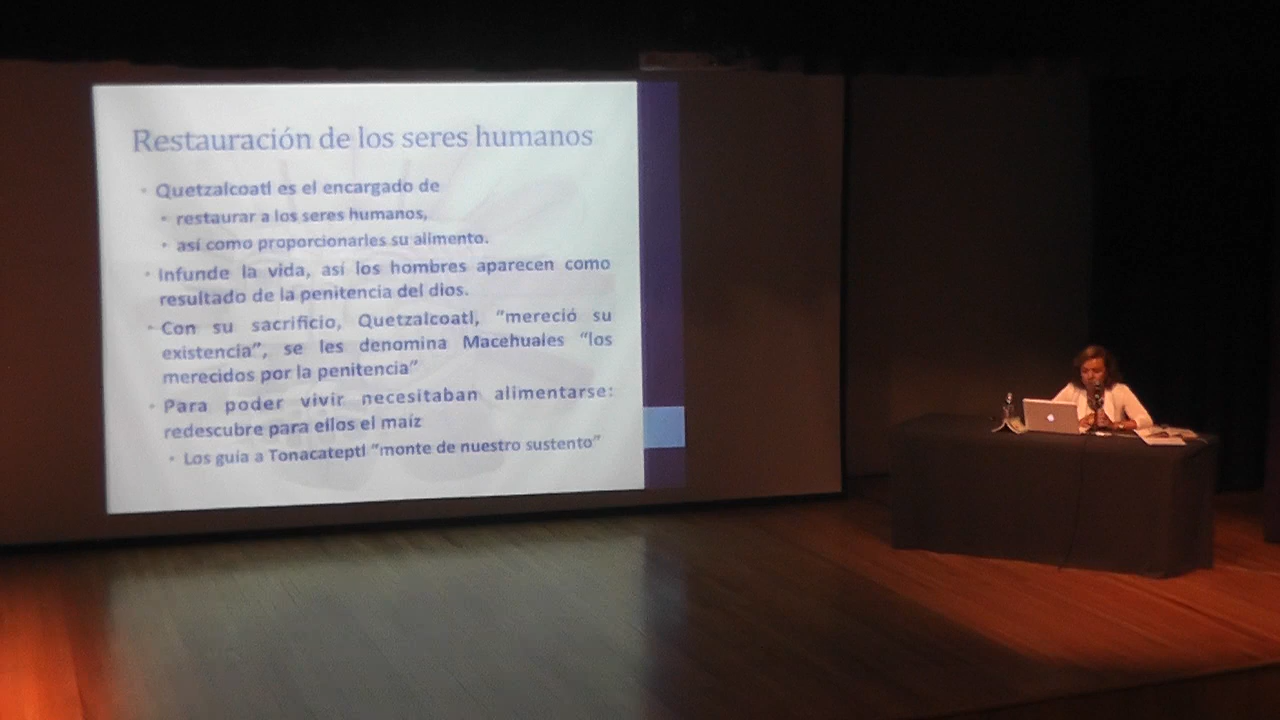 Restauración de los seres humanos
• Quetzalcoatl es el encargado de
• restaurar a los seres humanos,
• así como proporcionarles su alimento.
• Infunde la vida, así los hombres aparecen como
resultado de la penitencia del dios.
• Con su sacrificio, Quetzalcoatl, “mereció su
existencia”, se les denomina Macehuales “los
merecidos por la penitencia”
• Para poder vivir necesitaban alimentarse:
redescubre para ellos el maíz
• Los guía a Tonacateptl “monte de nuestro sustento”